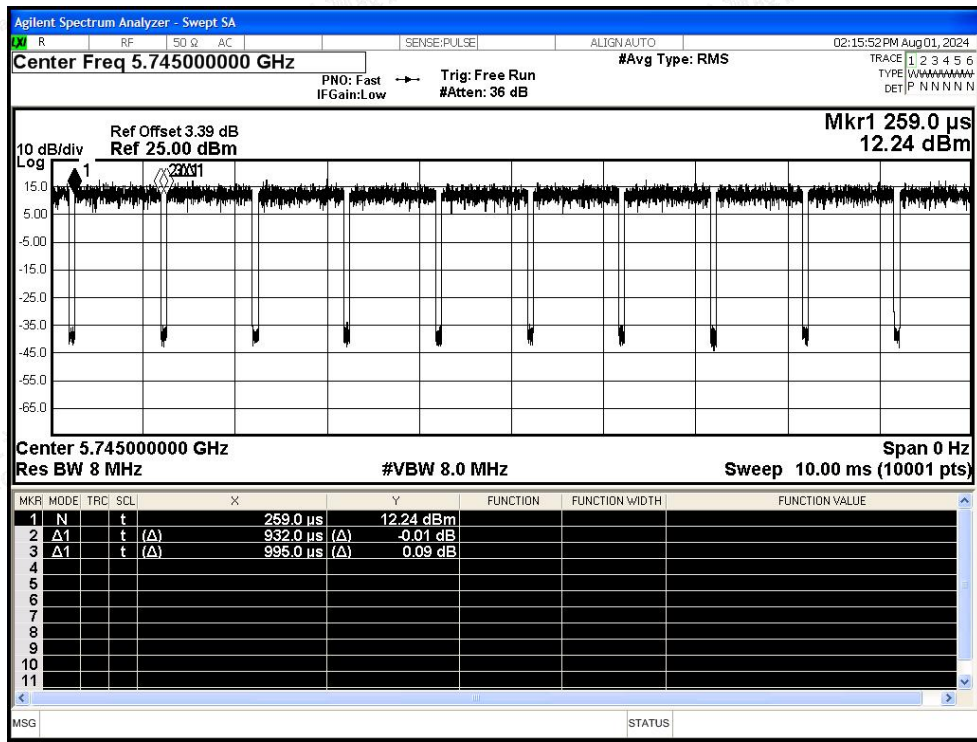 Agilent Spectrum Analyzer - Swept SA
LXI R RF 50 Ω AC SENSE:PULSE ALIGN AUTO 02:15:52 PM Aug 01, 2024
Center Freq 5.745000000 GHz #Avg Type: RMS TRACE 1 2 3 4 5 6
PNO: Fast Trig: Free Run TYPE WWWWWW
IFGain:Low #Atten: 36 dB DET P N N N N N
Ref Offset 3.39 dB Mkr1 259.0 µs
10 dB/div Ref 25.00 dBm 12.24 dBm
Log
1
15.0
5.00
-5.00
-15.0
-25.0
-35.0
-45.0
-55.0
-65.0
Center 5.745000000 GHz Span 0 Hz
Res BW 8 MHz #VBW 8.0 MHz Sweep 10.00 ms (10001 pts)
MKR MODE TRC SCL X Y FUNCTION FUNCTION WIDTH FUNCTION VALUE
1 N t 259.0 µs 12.24 dBm
2 Δ1 t (Δ) 932.0 µs (Δ) -0.01 dB
3 Δ1 t (Δ) 995.0 µs (Δ) 0.09 dB
4
5
6
7
8
9
10
11
MSG STATUS